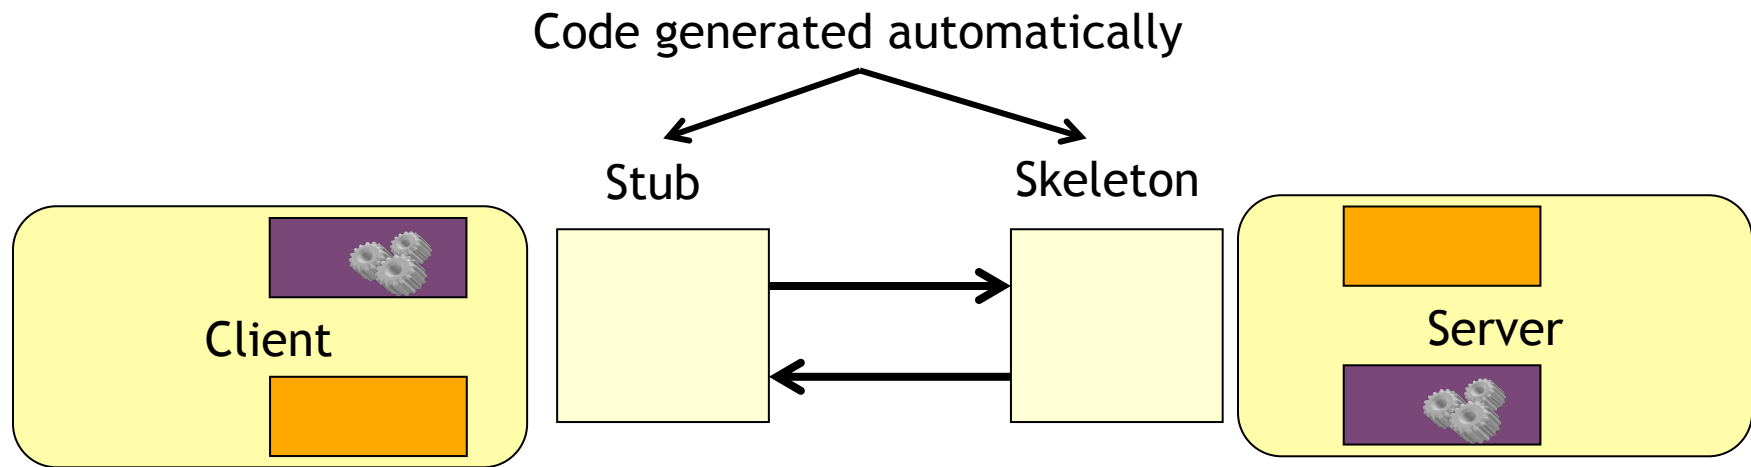 Code generated automatically
Stub
Skeleton
Client
Server